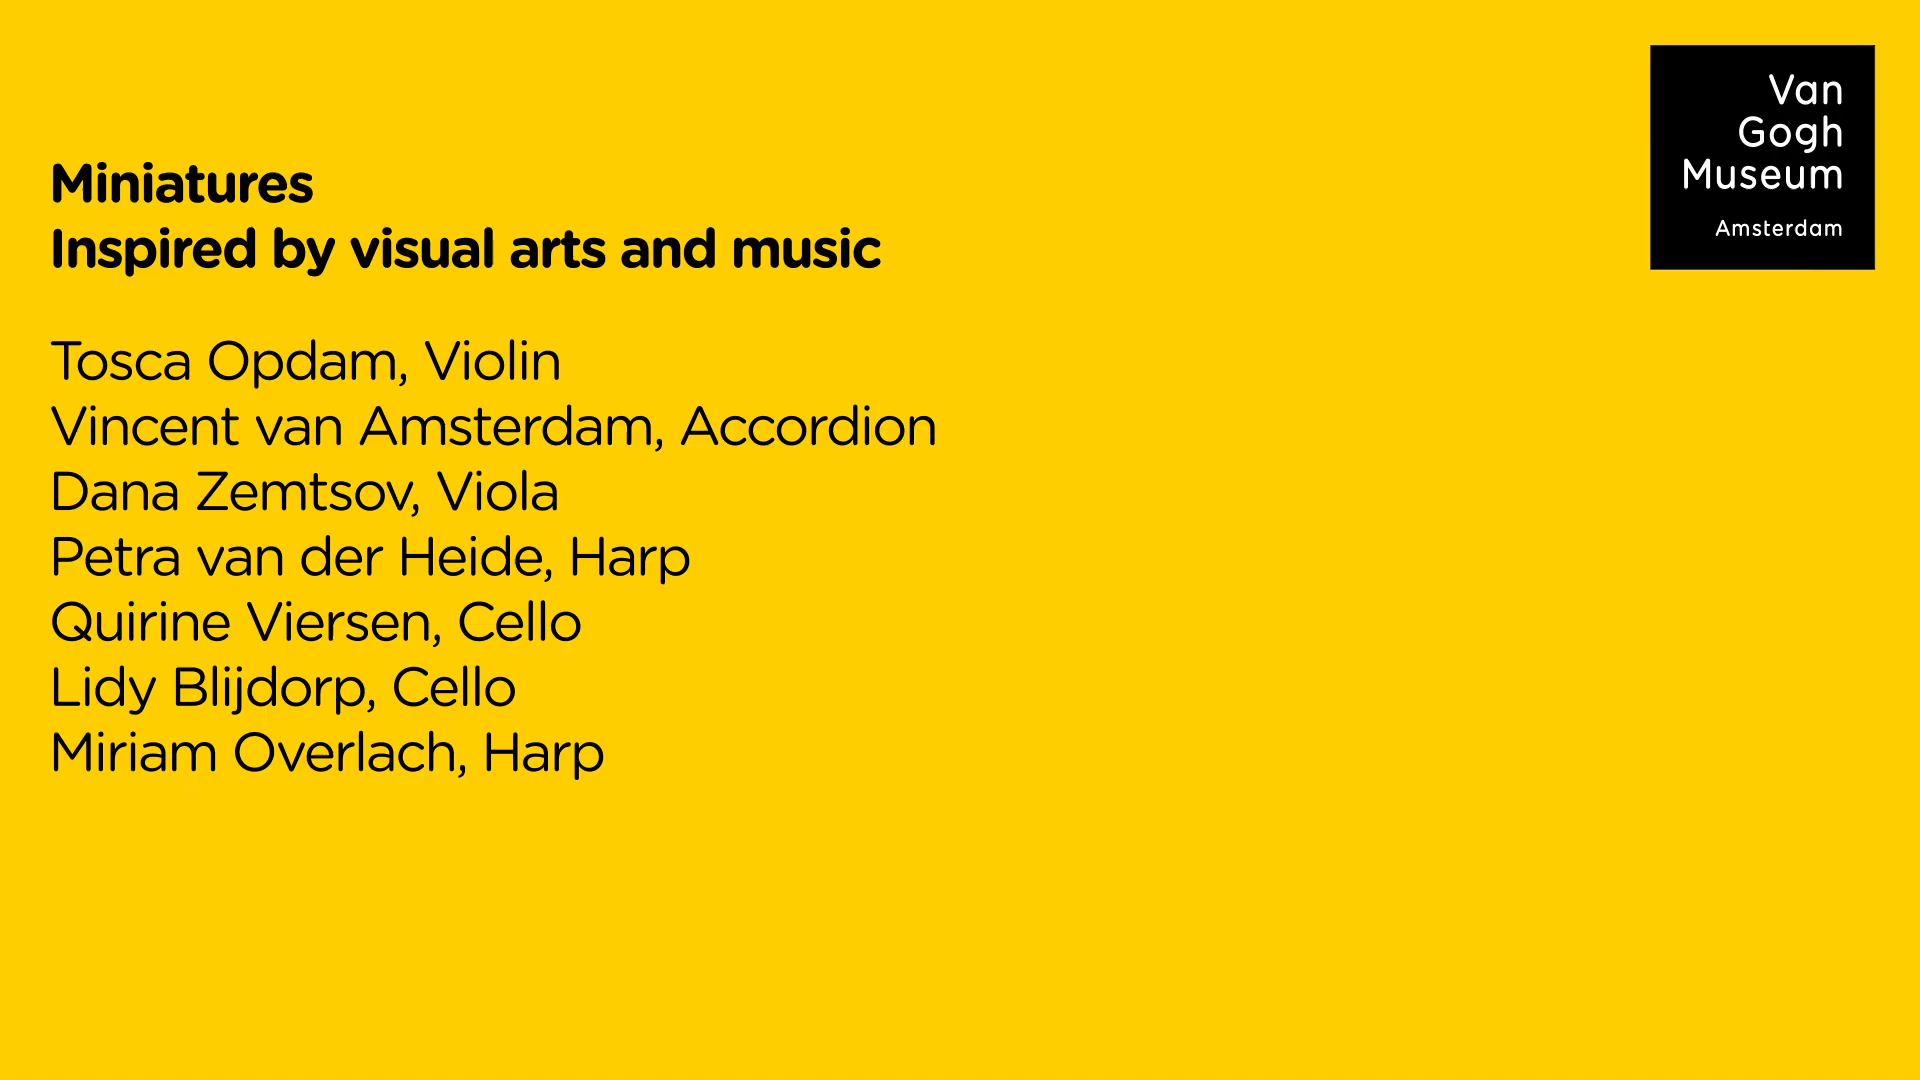 Miniatures
Inspired by visual arts and music
Tosca Opdam, Violin
Vincent van Amsterdam, Accordion
Dana Zemtsov, Viola
Petra van der Heide, Harp
Quirine Viersen, Cello
Lidy Blijdorp, Cello
Miriam Overlach, Harp
Van
Gogh
Museum
Amsterdam